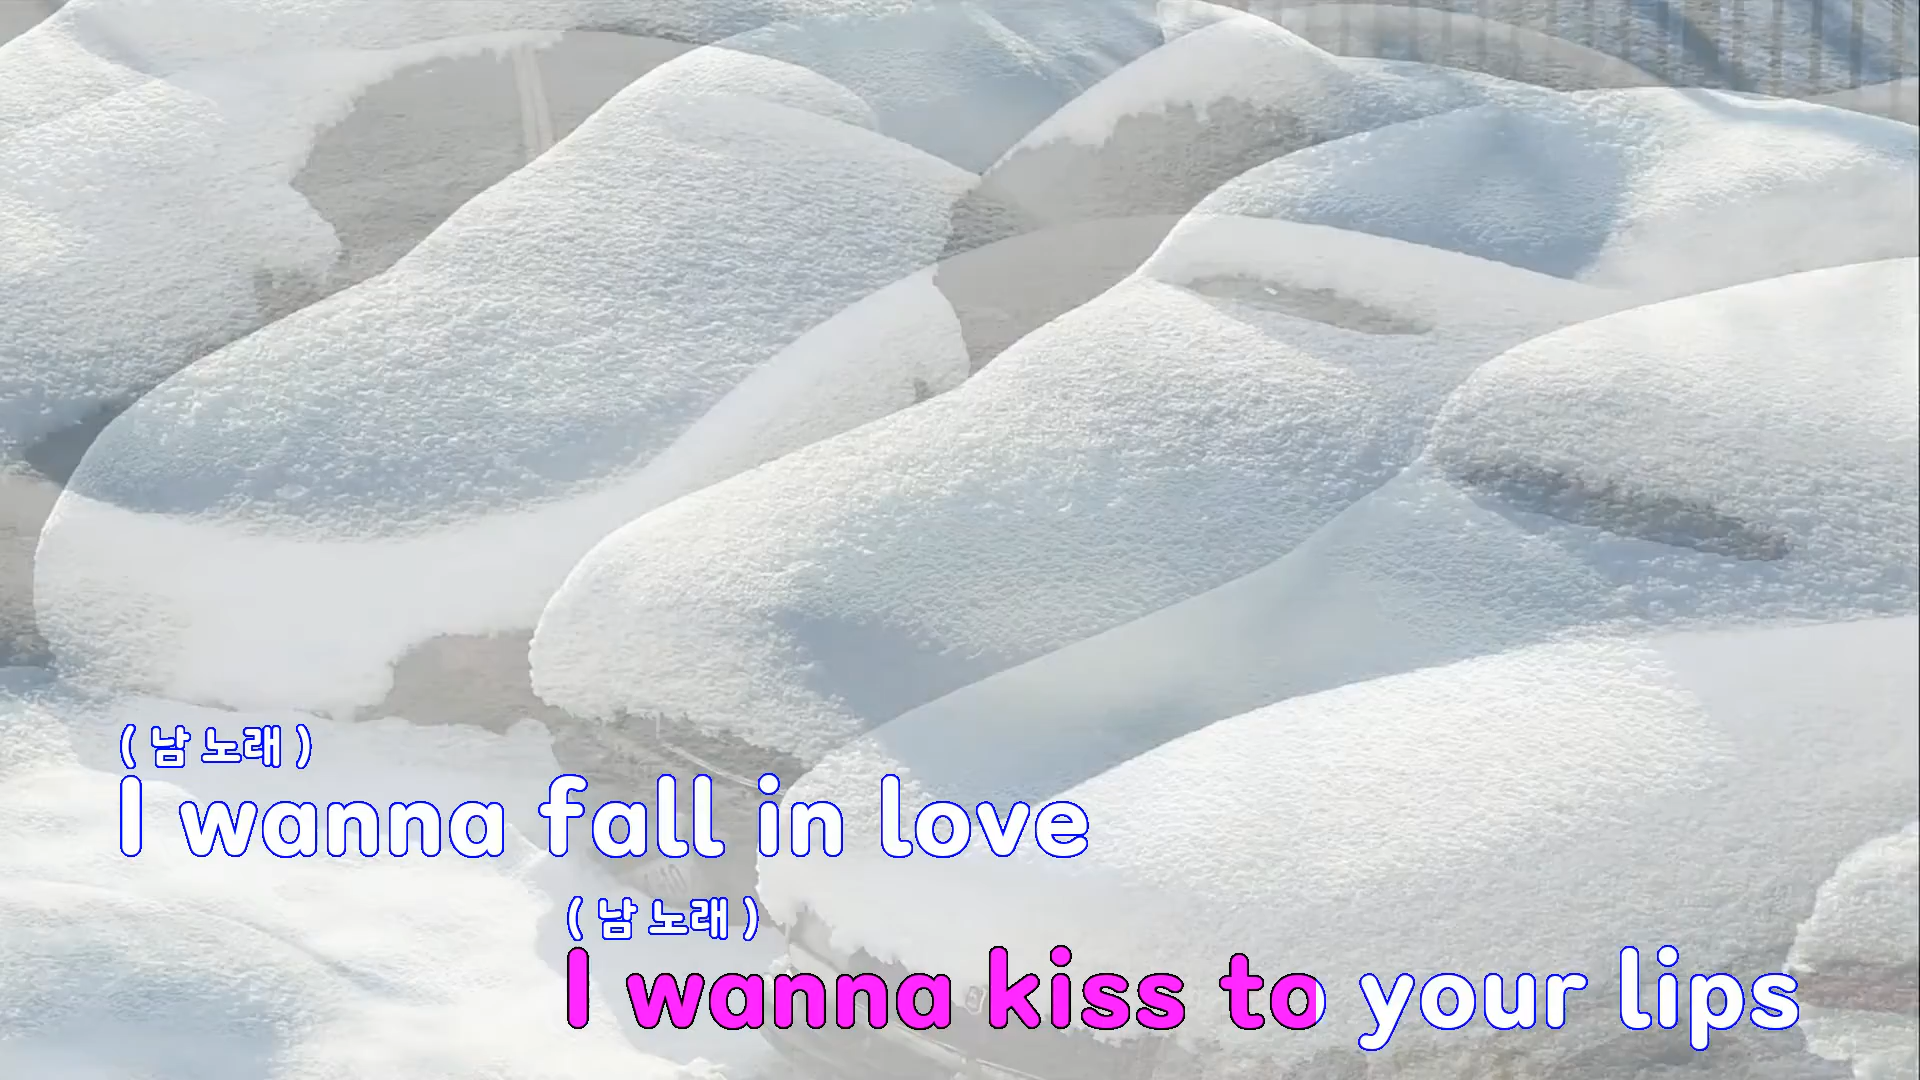 ( 남 노래 )
I wanna fall in love
( 남 노래 )
I wanna kiss to your lips